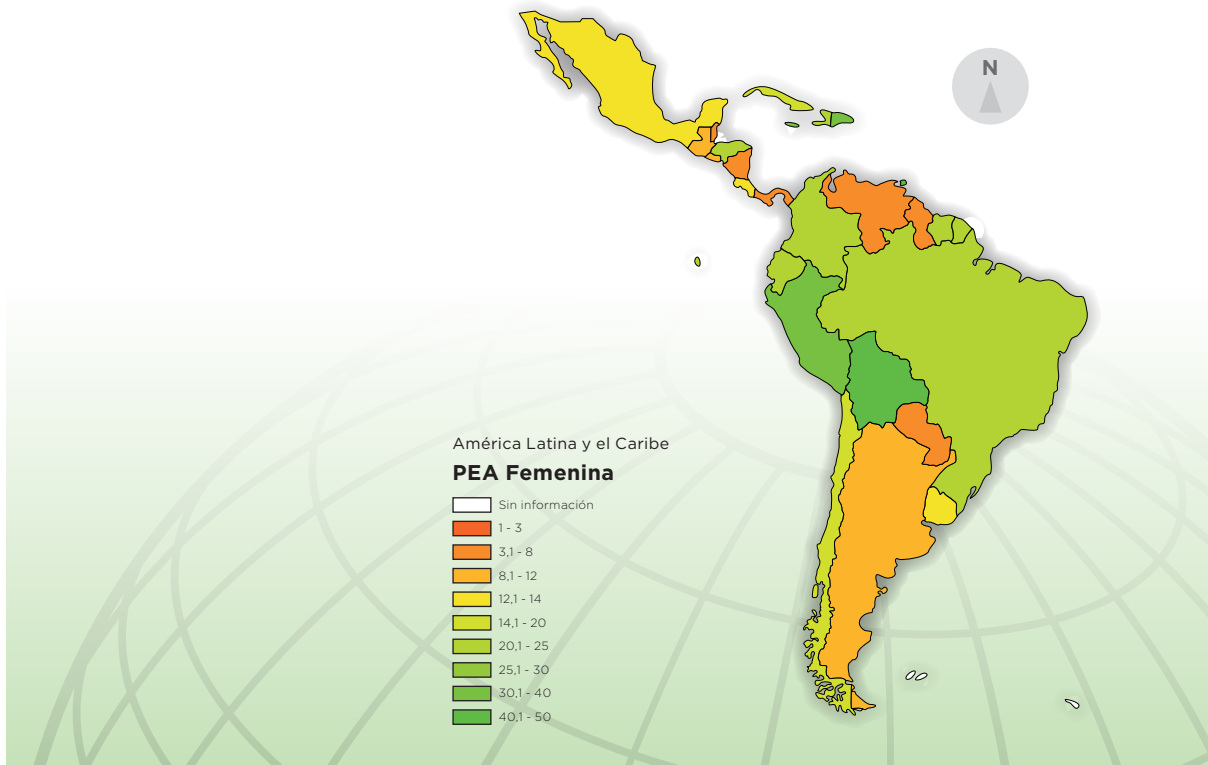 N
América Latina y el Caribe
PEA Femenina
Sin información
1 - 3
3,1 - 8
8,1 - 12
12,1 - 14
14,1 - 20
20,1 - 25
25,1 - 30
30,1 - 40
40,1 - 50